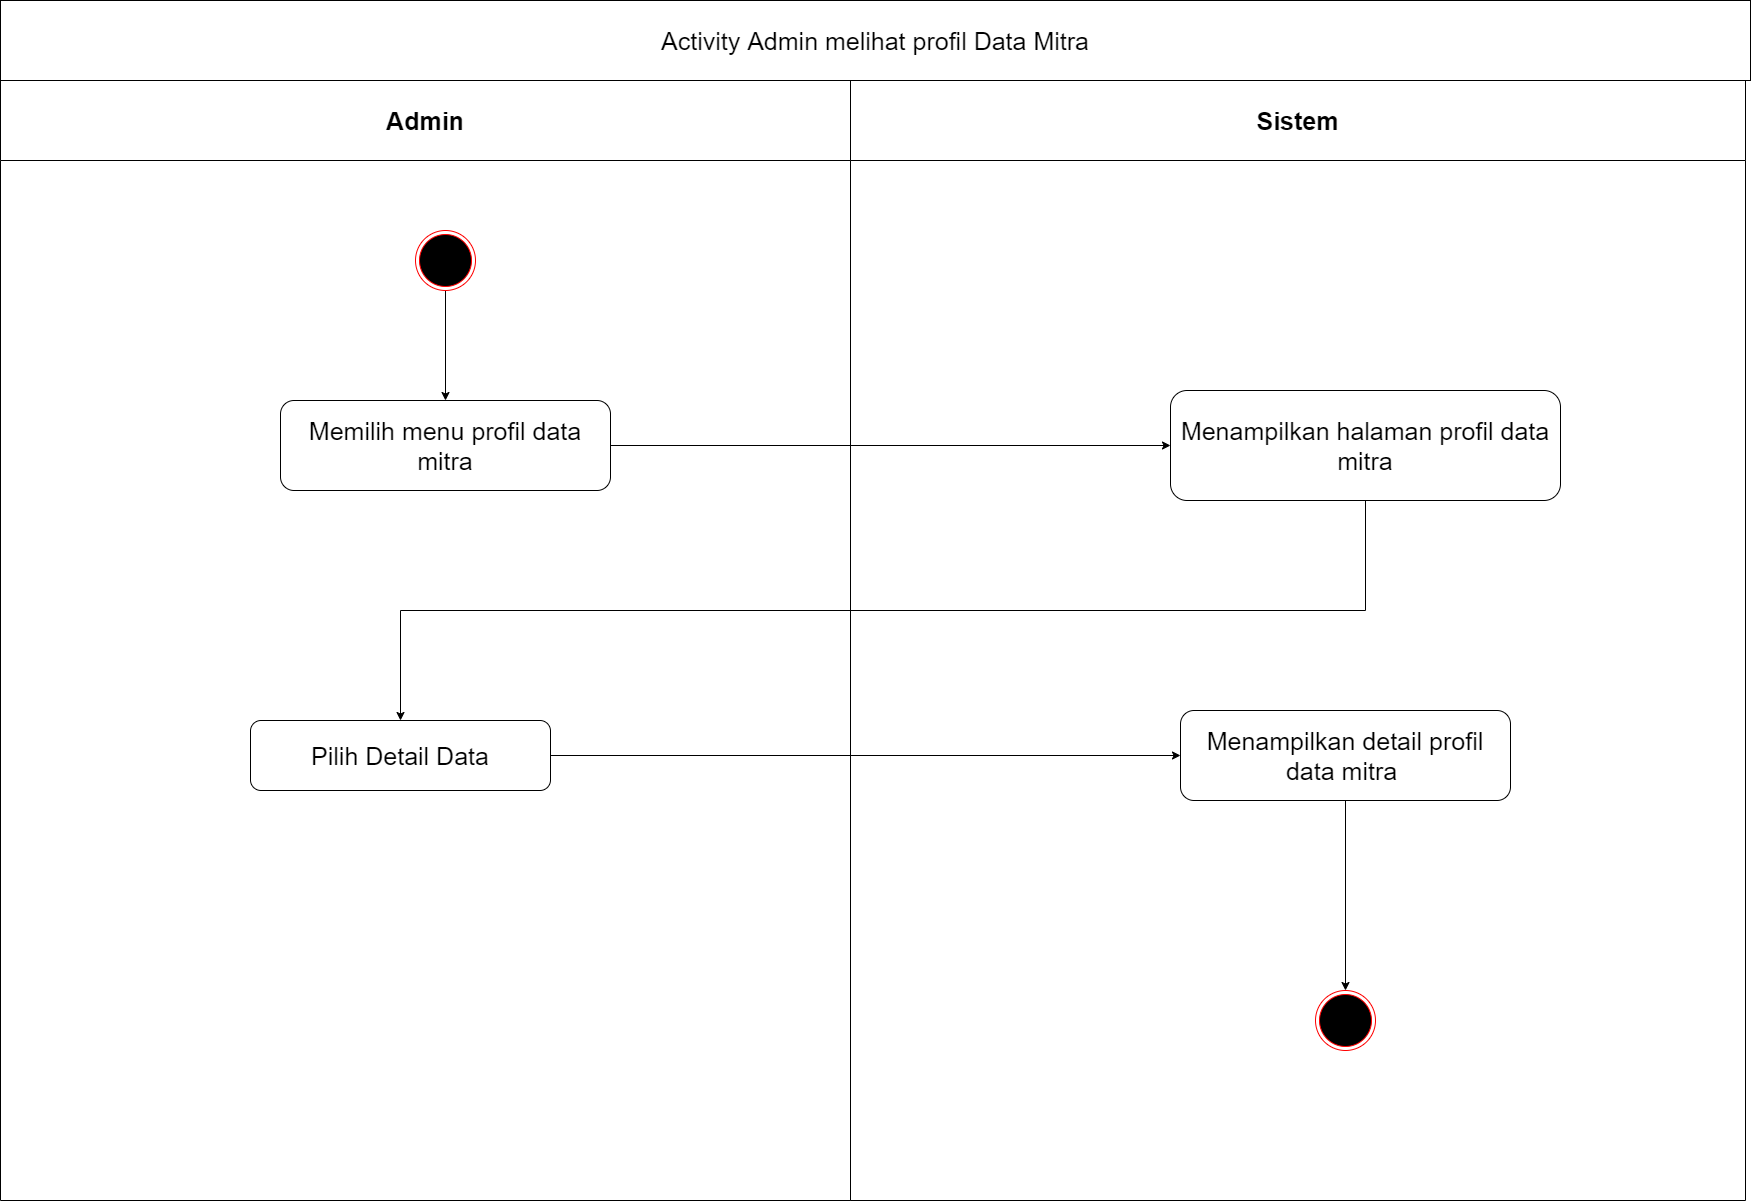 Activity Admin melihat profil Data Mitra
Admin
Sistem
Memilih menu profil data
mitra
Menampilkan halaman profil data
mitra
Pilih Detail Data
Menampilkan detail profil
data mitra